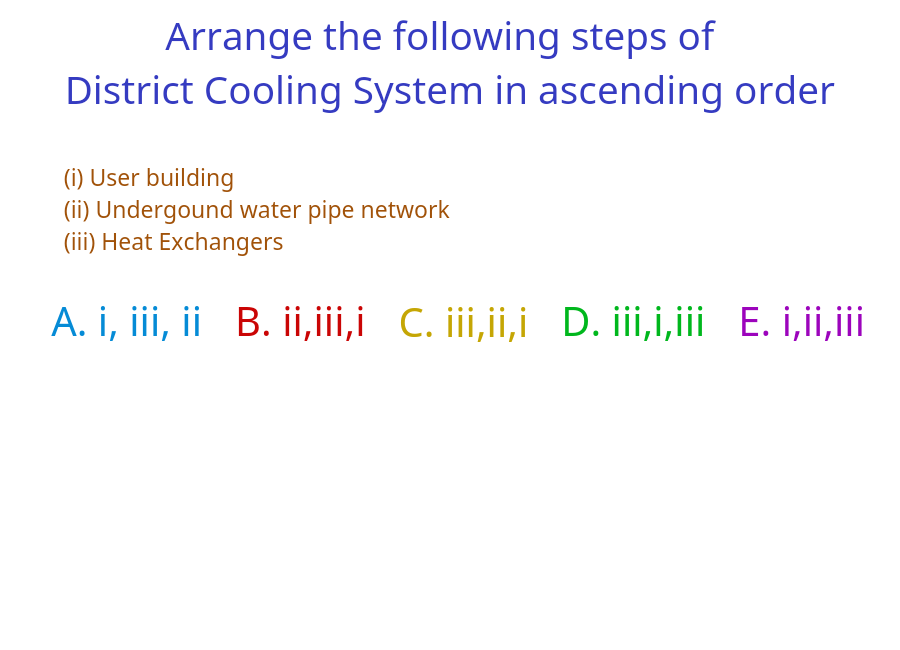 Arrange the following steps of
District Cooling System in ascending order
(i) User building
(ii) Undergound water pipe network
(iii) Heat Exchangers
A. i, iii, ii B. ii,iii,i C. iii,ii,i D. iii,i,iii E. i,ii,iii